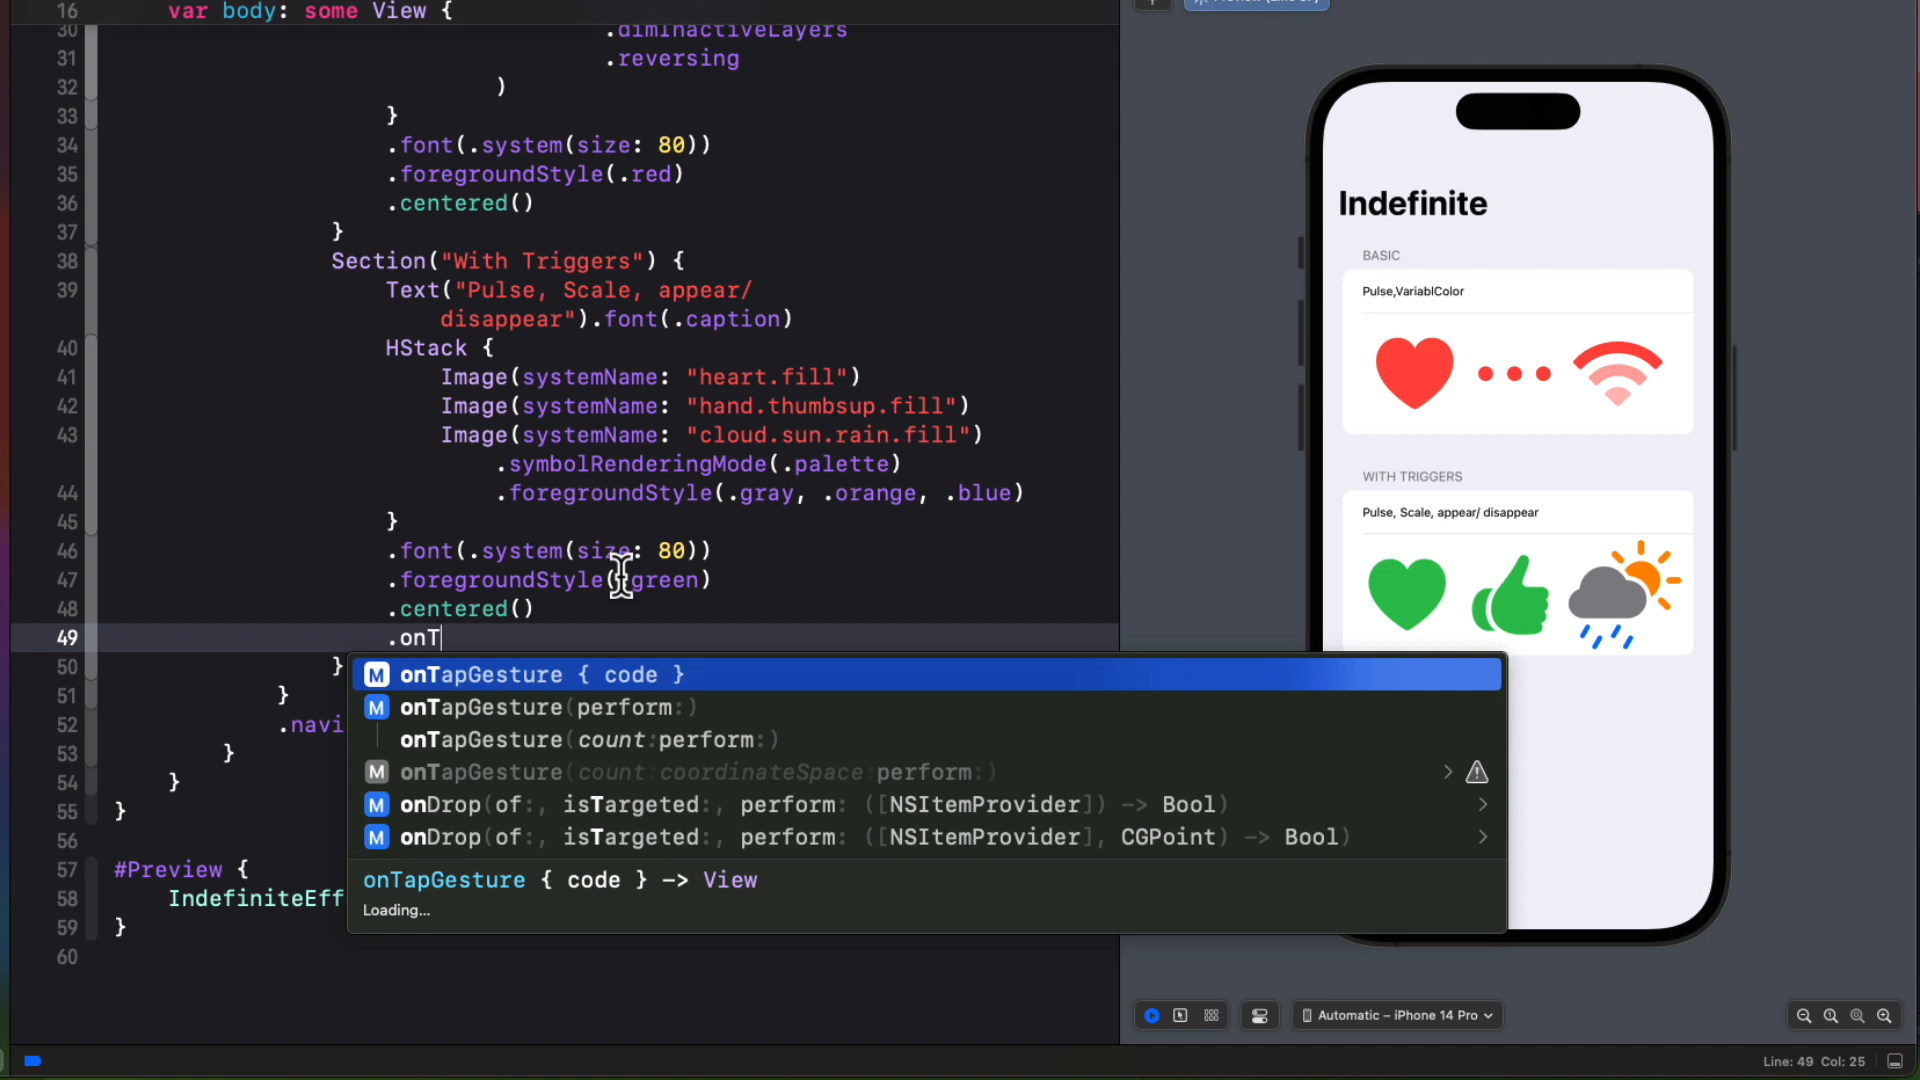 16 var body: some View {
30 .dimInactiveLayers
31 .reversing
32 )
33 }
34 .font(.system(size: 80))
35 .foregroundStyle(.red)
36 .centered()
37 }
38 Section("With Triggers") {
39 Text("Pulse, Scale, appear/
disappear").font(.caption)
40 HStack {
41 Image(systemName: "heart.fill")
42 Image(systemName: "hand.thumbsup.fill")
43 Image(systemName: "cloud.sun.rain.fill")
.symbolRenderingMode(.palette)
44 .foregroundStyle(.gray, .orange, .blue)
45 }
46 .font(.system(size: 80))
47 .foregroundStyle(.green)
48 .centered()
49 .onT
50 }
51 }
52 .navi
53 }
54 }
55 }
56
57 #Preview {
58 IndefiniteEff
59 }
60
M onTapGesture { code }
M onTapGesture(perform:)
onTapGesture(count:perform:)
M onTapGesture(count:coordinateSpace:perform:)
M onDrop(of:, isTargeted:, perform: ([NSItemProvider]) -> Bool)
M onDrop(of:, isTargeted:, perform: ([NSItemProvider], CGPoint) -> Bool)
onTapGesture { code } -> View
Loading...
Indefinite
BASIC
Pulse,VariablColor
WITH TRIGGERS
Pulse, Scale, appear/ disappear
Automatic – iPhone 14 Pro
Line: 49 Col: 25